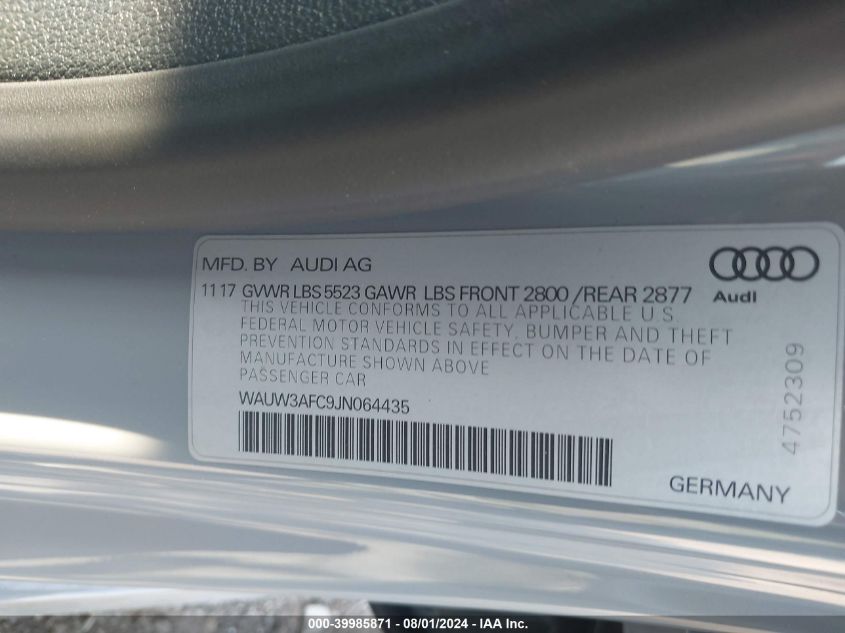 MFD. BY AUDI AG
11 17 GVWR LBS 5523 GAWR LBS FRONT 2800 /REAR 2877
Audi
THIS VEHICLE CONFORMS TO ALL APPLICABLE U.S.
FEDERAL MOTOR VEHICLE SAFETY, BUMPER AND THEFT
PREVENTION STANDARDS IN EFFECT ON THE DATE OF
MANUFACTURE SHOWN ABOVE
PASSENGER CAR
WAUW3AFC9JN064435
4752309
GERMANY
000-39985871 - 08/01/2024 - IAA Inc.